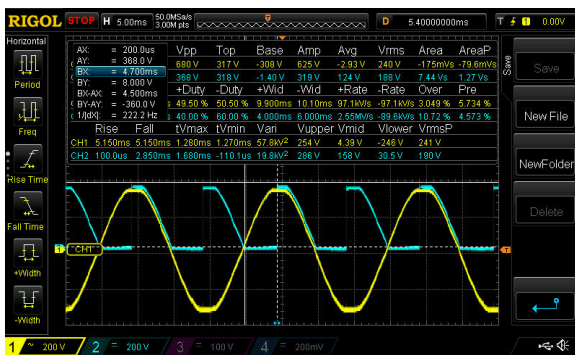 RIGOL STOP H 5.00ms 50.0MSa/s 3.00M pts D 5.40000000ms T 1 0.00V
Horizontal
Period
Freq
Rise Time
Fall Time
+Width
-Width
AX: = 200.0us
AY: = 368.0 V
BX: = 4.700ms
BY: = 8.000 V
BX-AX: = 4.500ms
BY-AY: = -360.0 V
1/|dX|: = 222.2 Hz
Vpp Top Base Amp Avg Vrms Area AreaP
680 V 317 V -308 V 625 V -2.93 V 240 V -175mVs -79.6mVs
368 V 318 V -1.40 V 319 V 124 V 188 V 7.44 Vs 1.27 Vs
+Duty -Duty +Wid -Wid +Rate -Rate Over Pre
49.50 % 50.50 % 9.900ms 10.10ms 97.1kV/s -97.1kV/s 3.049 % 5.734 %
40.00 % 60.00 % 4.000ms 6.000ms 2.55MV/s -89.6kV/s 10.72 % 4.573 %
Rise Fall tVmax tVmin Vari Vupper Vmid Vlower VrmsP
CH1 5.150ms 5.150ms 1.280ms 1.270ms 57.8kV² 254 V 4.39 V -246 V 241 V
CH2 100.0us 2.850ms 1.680ms -110.1us 19.8kV² 286 V 158 V 30.5 V 190 V
1 CH1 T
Save
Save
New File
NewFolder
Delete
1 ~ 200 V 2 = 200 V 3 = 100 V 4 = 200mV